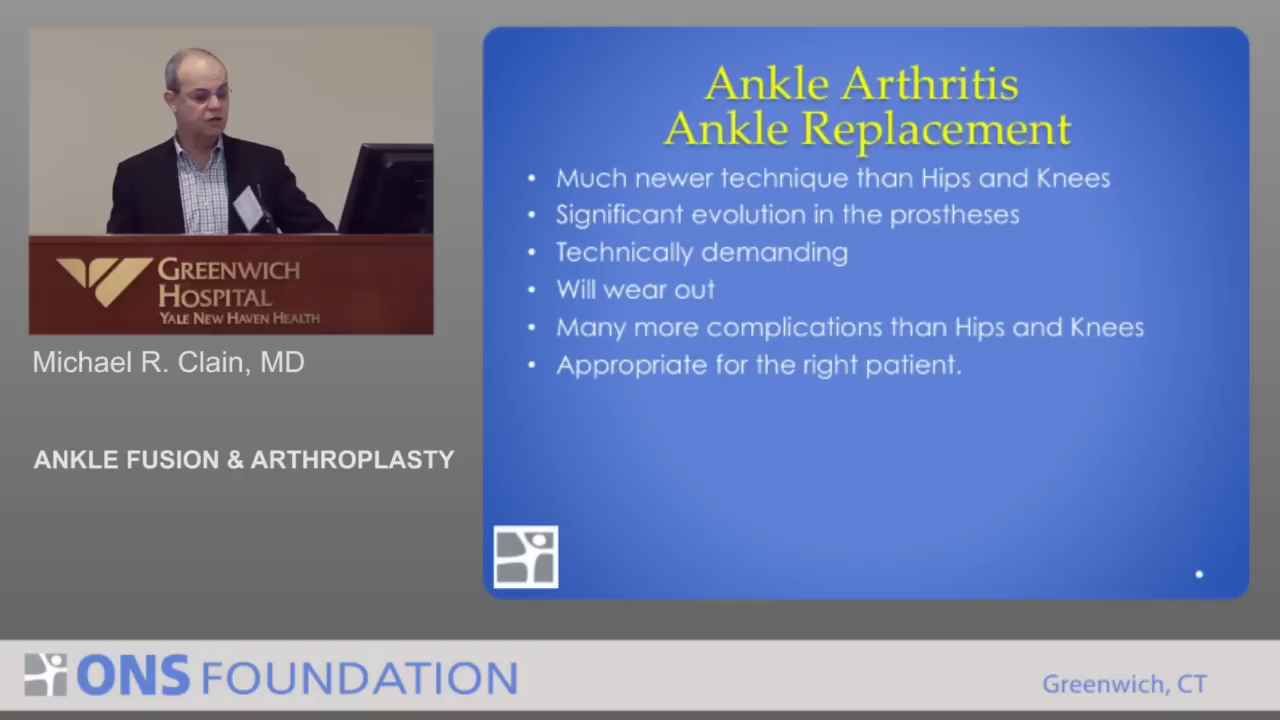 Ankle Arthritis
Ankle Replacement
• Much newer technique than Hips and Knees
• Significant evolution in the prostheses
• Technically demanding
• Will wear out
• Many more complications than Hips and Knees
• Appropriate for the right patient.
GREENWICH
HOSPITAL
YALE NEW HAVEN HEALTH
Michael R. Clain, MD
ANKLE FUSION & ARTHROPLASTY
ONS FOUNDATION
Greenwich, CT